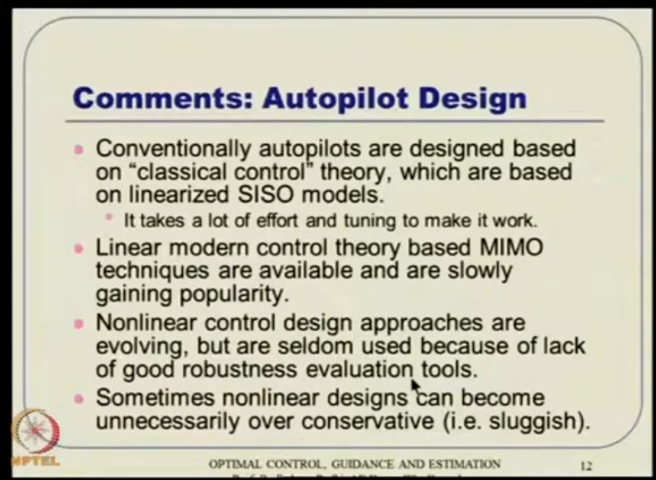 Comments: Autopilot Design
Conventionally autopilots are designed based
on “classical control” theory, which are based
on linearized SISO models.
It takes a lot of effort and tuning to make it work.
Linear modern control theory based MIMO
techniques are available and are slowly
gaining popularity.
Nonlinear control design approaches are
evolving, but are seldom used because of lack
of good robustness evaluation tools.
Sometimes nonlinear designs can become
unnecessarily over conservative (i.e. sluggish).
NPTEL
OPTIMAL CONTROL, GUIDANCE AND ESTIMATION
12